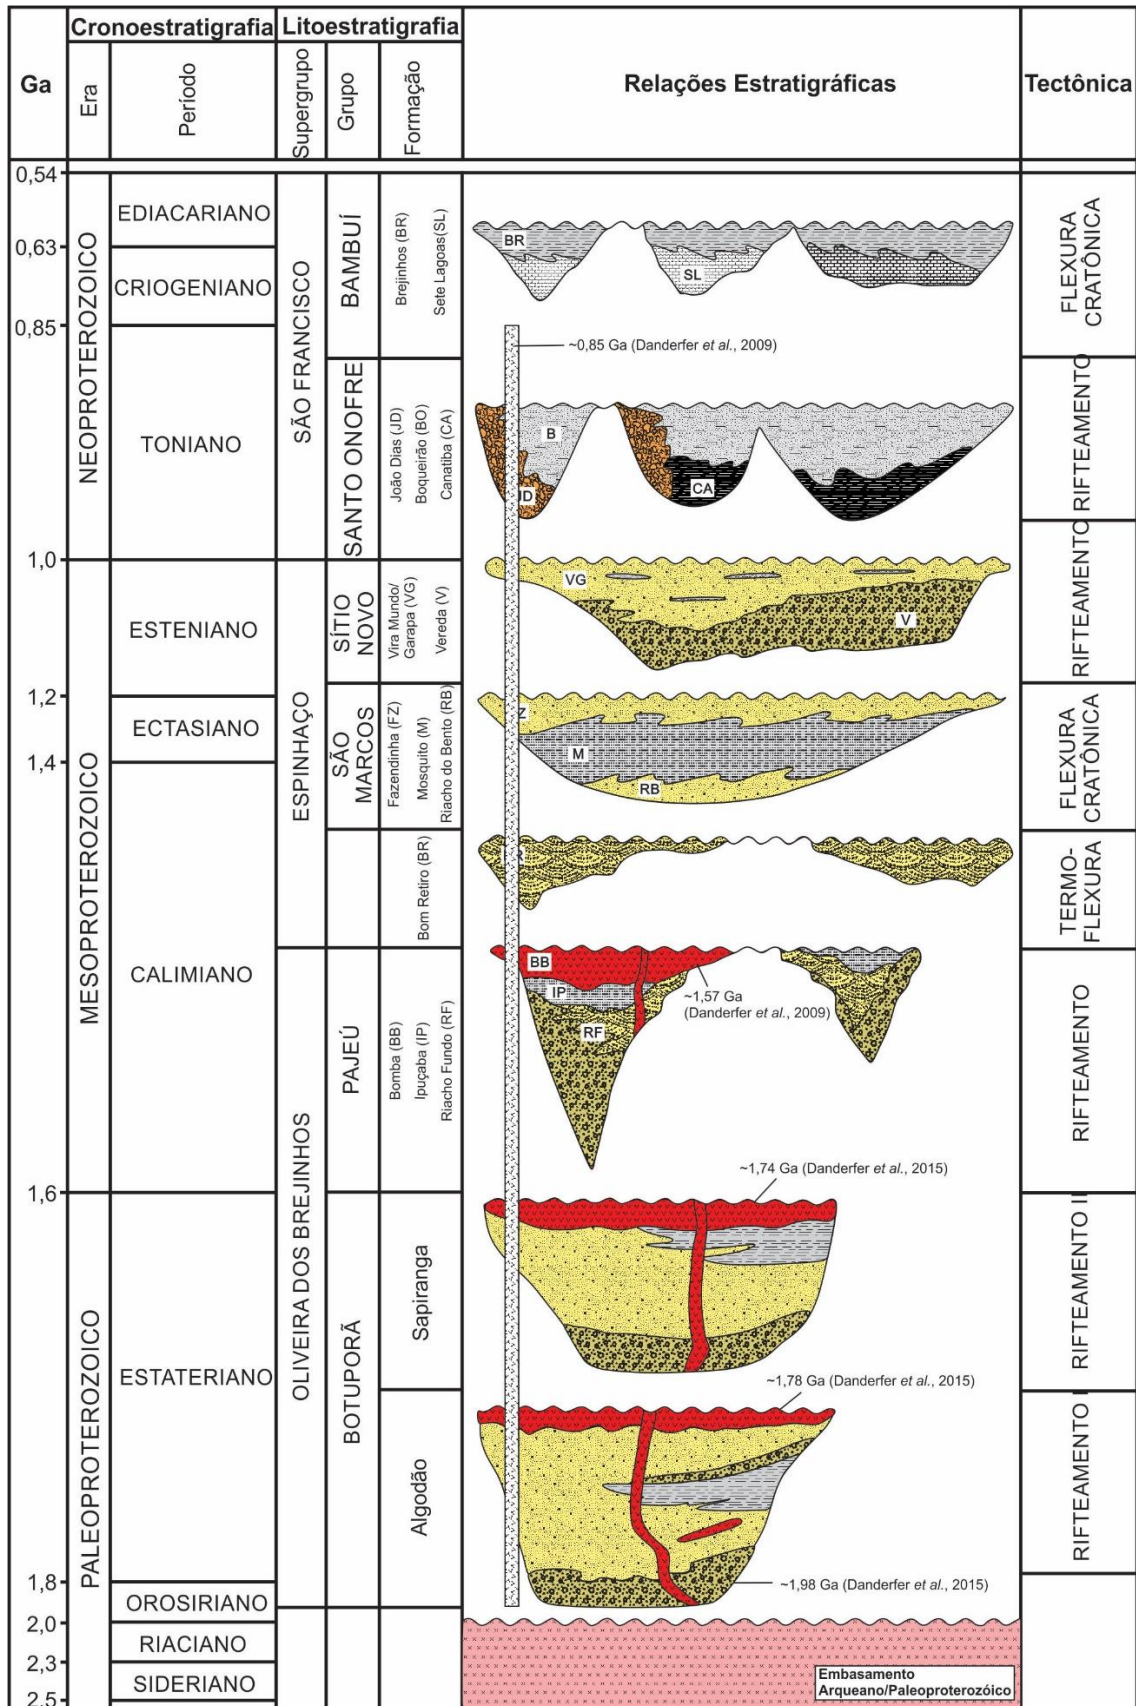 Cronoestratigrafia
Litoestratigrafia
Ga
Era
Período
Supergrupo
Grupo
Formação
Relações Estratigráficas
Tectônica
0,54
0,63
0,85
1,0
1,2
1,4
1,6
1,8
2,0
2,3
2,5
NEOPROTEROZOICO
MESOPROTEROZOICO
PALEOPROTEROZOICO
EDIACARIANO
CRIOGENIANO
TONIANO
ESTENIANO
ECTASIANO
CALIMIANO
ESTATERIANO
OROSIRIANO
RIACIANO
SIDERIANO
SÃO FRANCISCO
ESPINHAÇO
OLIVEIRA DOS BREJINHOS
BAMBUÍ
SANTO ONOFRE
SÍTIO
NOVO
SÃO
MARCOS
PAJEÚ
BOTUPORÃ
Brejinhos (BR)
Sete Lagoas(SL)
João Dias (JD)
Boqueirão (BO)
Canatiba (CA)
Vira Mundo/
Garapa (VG)
Vereda (V)
Fazendinha (FZ)
Mosquito (M)
Riacho do Bento (RB)
Bom Retiro (BR)
Bomba (BB)
Ipuçaba (IP)
Riacho Fundo (RF)
Sapiranga
Algodão
BR
SL
~0,85 Ga (Danderfer et al., 2009)
B
JD
CA
VG
V
Z
M
RB
R
BB
IP
RF
~1,57 Ga
(Danderfer et al., 2009)
~1,74 Ga (Danderfer et al., 2015)
~1,78 Ga (Danderfer et al., 2015)
~1,98 Ga (Danderfer et al., 2015)
Embasamento
Arqueano/Paleoproterozóico
FLEXURA
CRATÔNICA
RIFTEAMENTO
RIFTEAMENTO
FLEXURA
CRATÔNICA
TERMO-
FLEXURA
RIFTEAMENTO
RIFTEAMENTO II
RIFTEAMENTO I